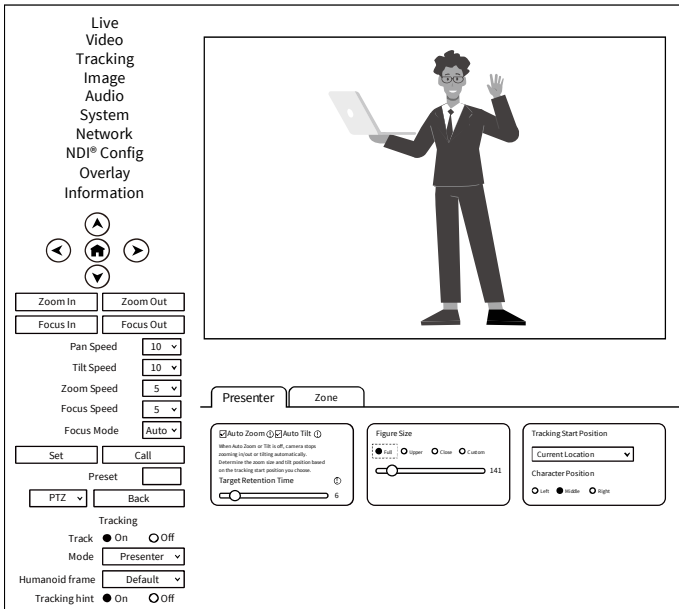 Live
Video
Tracking
Image
Audio
System
Network
NDI® Config
Overlay
Information
Zoom In Zoom Out
Focus In Focus Out
Pan Speed 10
Tilt Speed 10
Zoom Speed 5
Focus Speed 5
Focus Mode Auto
Set Call
Preset
PTZ Back
Tracking
Track On Off
Mode Presenter
Humanoid frame Default
Tracking hint On Off
Presenter Zone
Auto Zoom Auto Tilt
When Auto Zoom or Tilt is off, camera stops
zooming in/out or tilting automatically.
Determine the zoom size and tilt position based
on the tracking start position you choose.
Target Retention Time
6
Figure Size
Full Upper Close Custom
141
Tracking Start Position
Current Location
Character Position
Left Middle Right